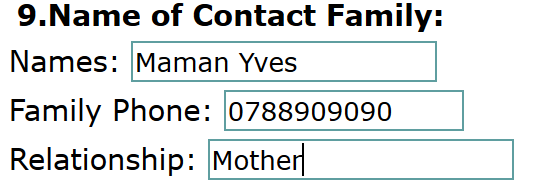 9.Name of Contact Family:
Names: Maman Yves
Family Phone: 0788909090
Relationship: Mother